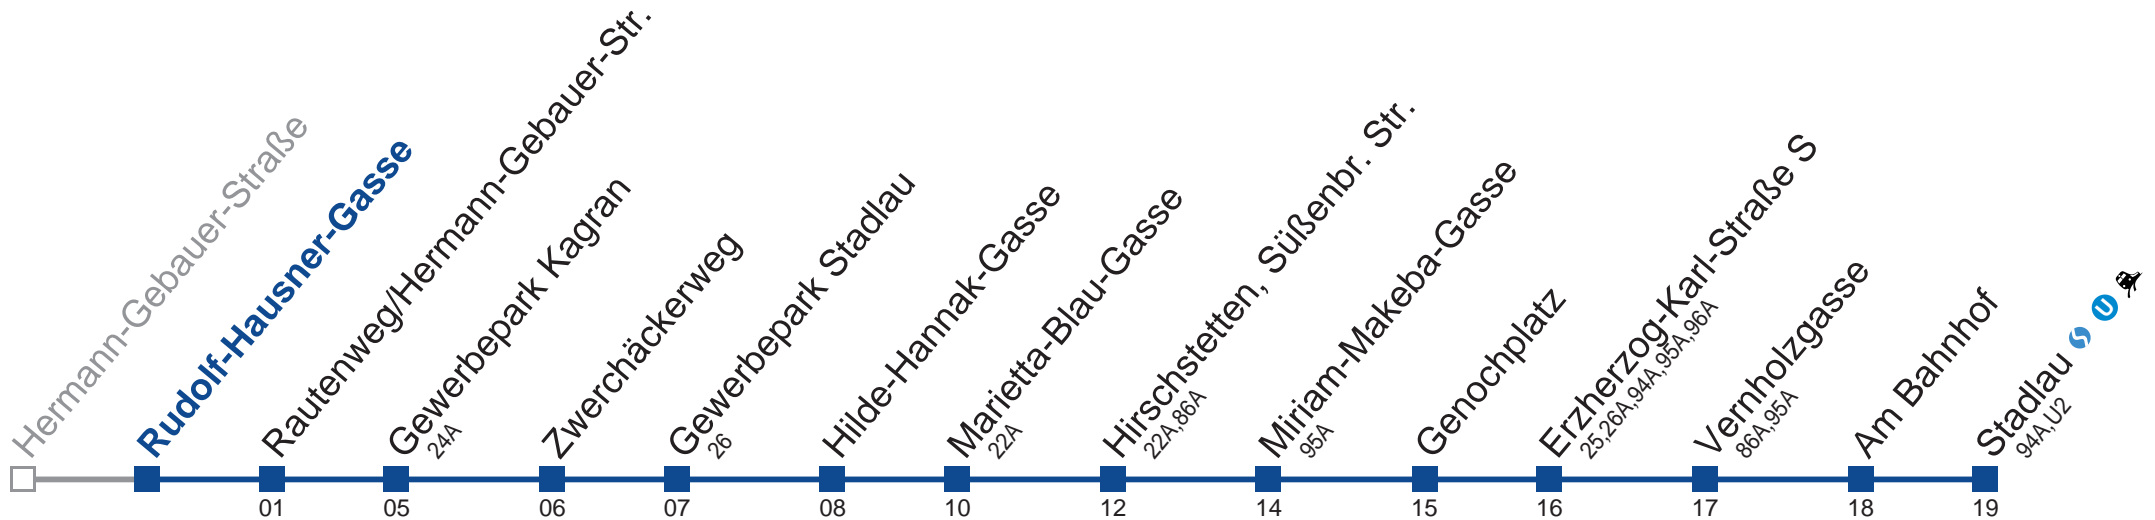 Hermann-Gebauer-Straße
Rudolf-Hausner-Gasse
Rautenweg/Hermann-Gebauer-Str.
01
Gewerbepark Kagran
24A
05
Zwerchäckerweg
06
Gewerbepark Stadlau
26
07
Hilde-Hannak-Gasse
08
Marietta-Blau-Gasse
22A
10
Hirschstetten, Süßenbr. Str.
22A,86A
12
Miriam-Makeba-Gasse
95A
14
Genochplatz
15
Erzherzog-Karl-Straße S
25,26A,94A,95A,96A
16
Vernholzgasse
86A,95A
17
Am Bahnhof
18
Stadlau S U
94A,U2
19